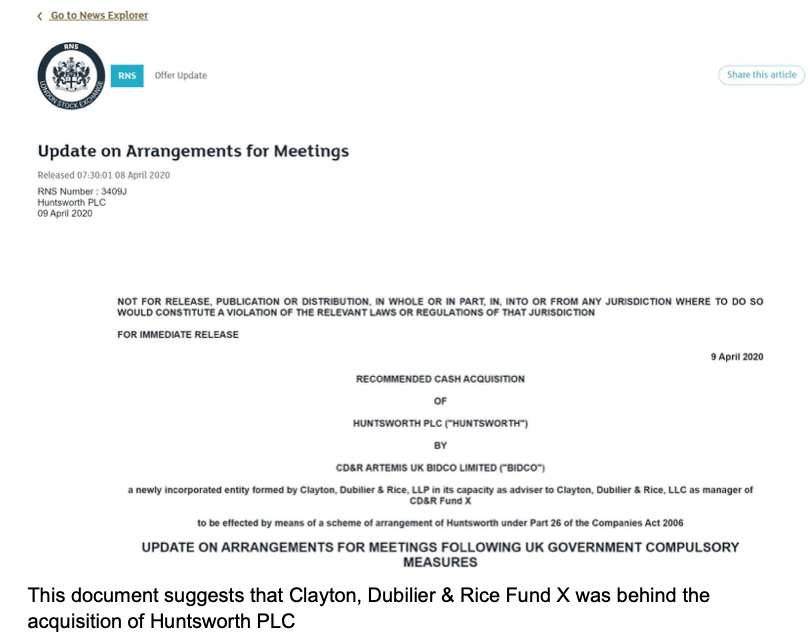 Go to News Explorer
RNS
LONDON STOCK EXCHANGE
RNS
Offer Update
Share this article
Update on Arrangements for Meetings
Released 07:30:01 08 April 2020
RNS Number : 3409J
Huntsworth PLC
09 April 2020
NOT FOR RELEASE, PUBLICATION OR DISTRIBUTION, IN WHOLE OR IN PART, IN, INTO OR FROM ANY JURISDICTION WHERE TO DO SO
WOULD CONSTITUTE A VIOLATION OF THE RELEVANT LAWS OR REGULATIONS OF THAT JURISDICTION
FOR IMMEDIATE RELEASE
9 April 2020
RECOMMENDED CASH ACQUISITION
OF
HUNTSWORTH PLC ("HUNTSWORTH")
BY
CD&R ARTEMIS UK BIDCO LIMITED ("BIDCO")
a newly incorporated entity formed by Clayton, Dubilier & Rice, LLP in its capacity as adviser to Clayton, Dubilier & Rice, LLC as manager of
CD&R Fund X
to be effected by means of a scheme of arrangement of Huntsworth under Part 26 of the Companies Act 2006
UPDATE ON ARRANGEMENTS FOR MEETINGS FOLLOWING UK GOVERNMENT COMPULSORY
MEASURES
This document suggests that Clayton, Dubilier & Rice Fund X was behind the
acquisition of Huntsworth PLC